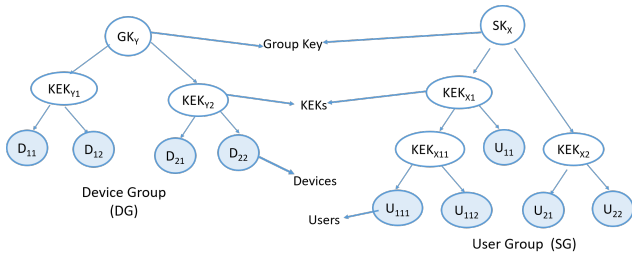 GKY
Group Key
SKX
KEKY1
KEKY2
KEKs
KEKX1
D11
D12
D21
D22
KEKX11
U11
KEKX2
Devices
Device Group
(DG)
Users
U111
U112
U21
U22
User Group (SG)